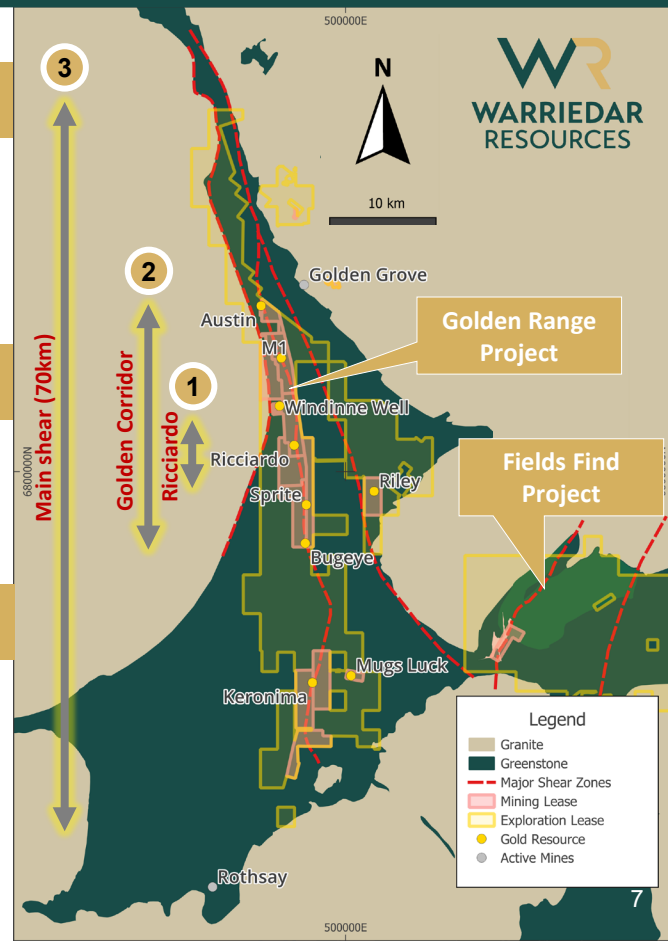 500000E
3
N
WR
WARRIEDAR
RESOURCES
10 km
2
Golden Grove
Austin
Golden Range
Project
M1
1
Windinne Well
Main shear (70km)
Golden Corridor
Ricciardo
Ricciardo
6800000N
Fields Find
Project
Riley
Sprite
Bugeye
Mugs Luck
Keronima
Legend
Granite
Greenstone
Major Shear Zones
Mining Lease
Exploration Lease
Gold Resource
Active Mines
Rothsay
7
500000E